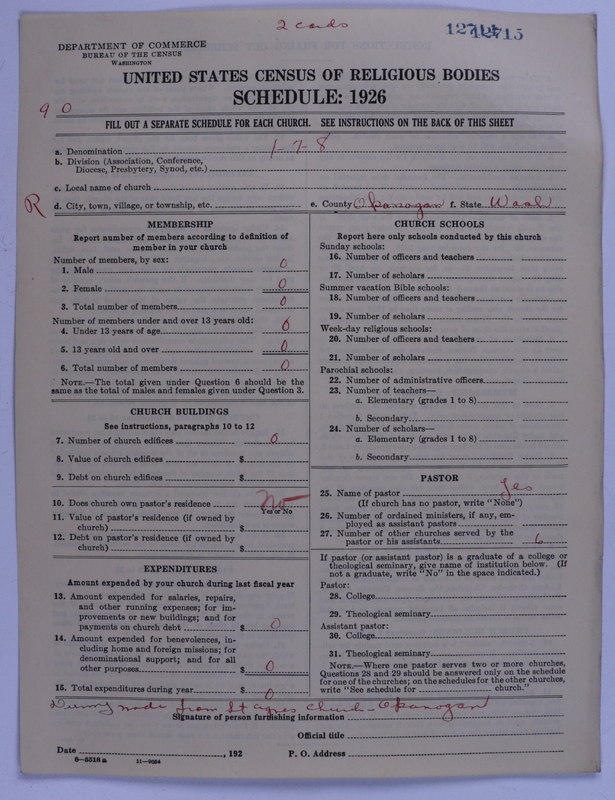 2 cards
12715
DEPARTMENT OF COMMERCE
BUREAU OF THE CENSUS
WASHINGTON
UNITED STATES CENSUS OF RELIGIOUS BODIES
SCHEDULE: 1926
9 0
FILL OUT A SEPARATE SCHEDULE FOR EACH CHURCH. SEE INSTRUCTIONS ON THE BACK OF THIS SHEET
a. Denomination 1-7-8
b. Division (Association, Conference,
Diocese, Presbytery, Synod, etc.)
c. Local name of church
R
d. City, town, village, or township, etc. e. County Okanogan f. State Wash
MEMBERSHIP
Report number of members according to definition of
member in your church
Number of members, by sex:
1. Male 0
2. Female 0
3. Total number of members 0
Number of members under and over 13 years old:
4. Under 13 years of age 0
5. 13 years old and over 0
6. Total number of members 0
NOTE.—The total given under Question 6 should be the
same as the total of males and females given under Question 3.
CHURCH BUILDINGS
See instructions, paragraphs 10 to 12
7. Number of church edifices 0
8. Value of church edifices $
9. Debt on church edifices $
10. Does church own pastor's residence No
Yes or No
11. Value of pastor's residence (if owned by
church) $
12. Debt on pastor's residence (if owned by
church) $
EXPENDITURES
Amount expended by your church during last fiscal year
13. Amount expended for salaries, repairs,
and other running expenses; for im-
provements or new buildings; and for
payments on church debt $ 0
14. Amount expended for benevolences, in-
cluding home and foreign missions; for
denominational support; and for all
other purposes $ 0
15. Total expenditures during year $ 0
CHURCH SCHOOLS
Report here only schools conducted by this church
Sunday schools:
16. Number of officers and teachers
17. Number of scholars
Summer vacation Bible schools:
18. Number of officers and teachers
19. Number of scholars
Week-day religious schools:
20. Number of officers and teachers
21. Number of scholars
Parochial schools:
22. Number of administrative officers
23. Number of teachers—
a. Elementary (grades 1 to 8)
b. Secondary
24. Number of scholars—
a. Elementary (grades 1 to 8)
b. Secondary
PASTOR
25. Name of pastor Yes
(If church has no pastor, write "None")
26. Number of ordained ministers, if any, em-
ployed as assistant pastors
27. Number of other churches served by the
pastor or his assistants 6
If pastor (or assistant pastor) is a graduate of a college or
theological seminary, give name of institution below. (If
not a graduate, write "No" in the space indicated.)
Pastor:
28. College
29. Theological seminary
Assistant pastor:
30. College
31. Theological seminary
NOTE.—Where one pastor serves two or more churches,
Questions 28 and 29 should be answered only on the schedule
for one of the churches; on the schedules for the other churches,
write "See schedule for church."
Dummy made from St Agnes Church - Okanogan
Signature of person furnishing information
Official title
Date , 192 P. O. Address
8—5518a 11—9034